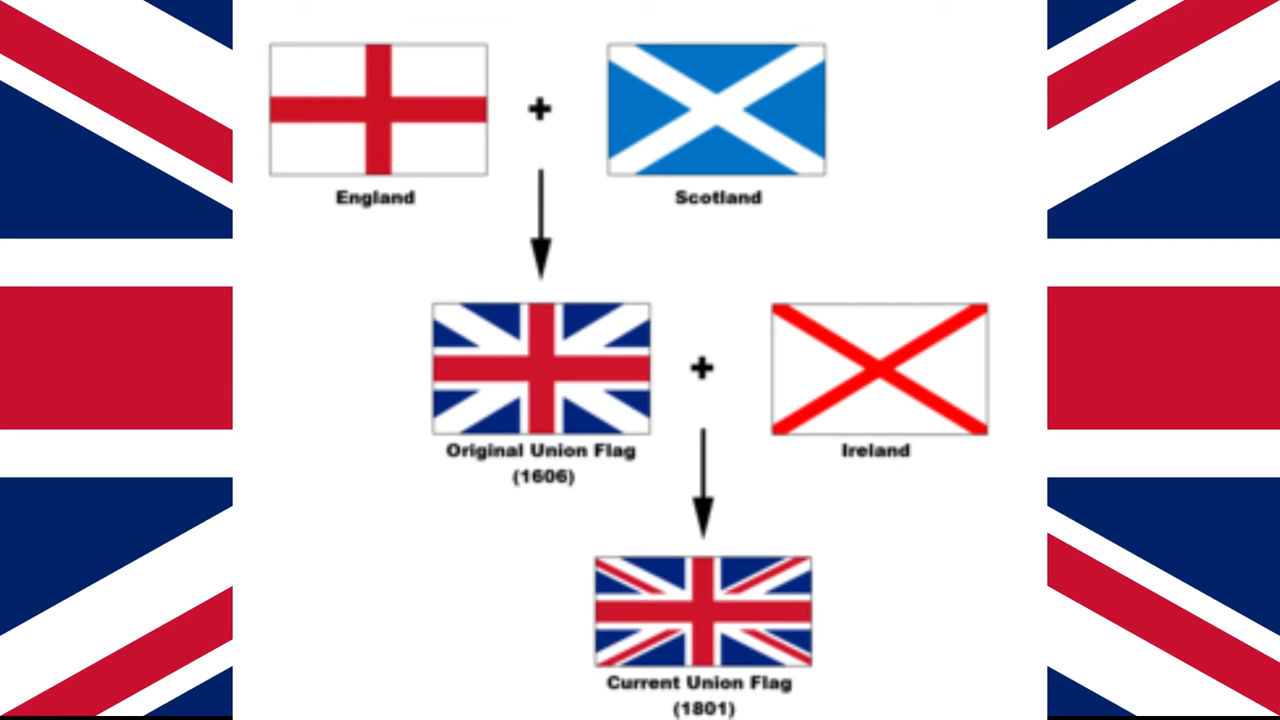 England
Scotland
Original Union Flag
(1606)
Ireland
Current Union Flag
(1801)